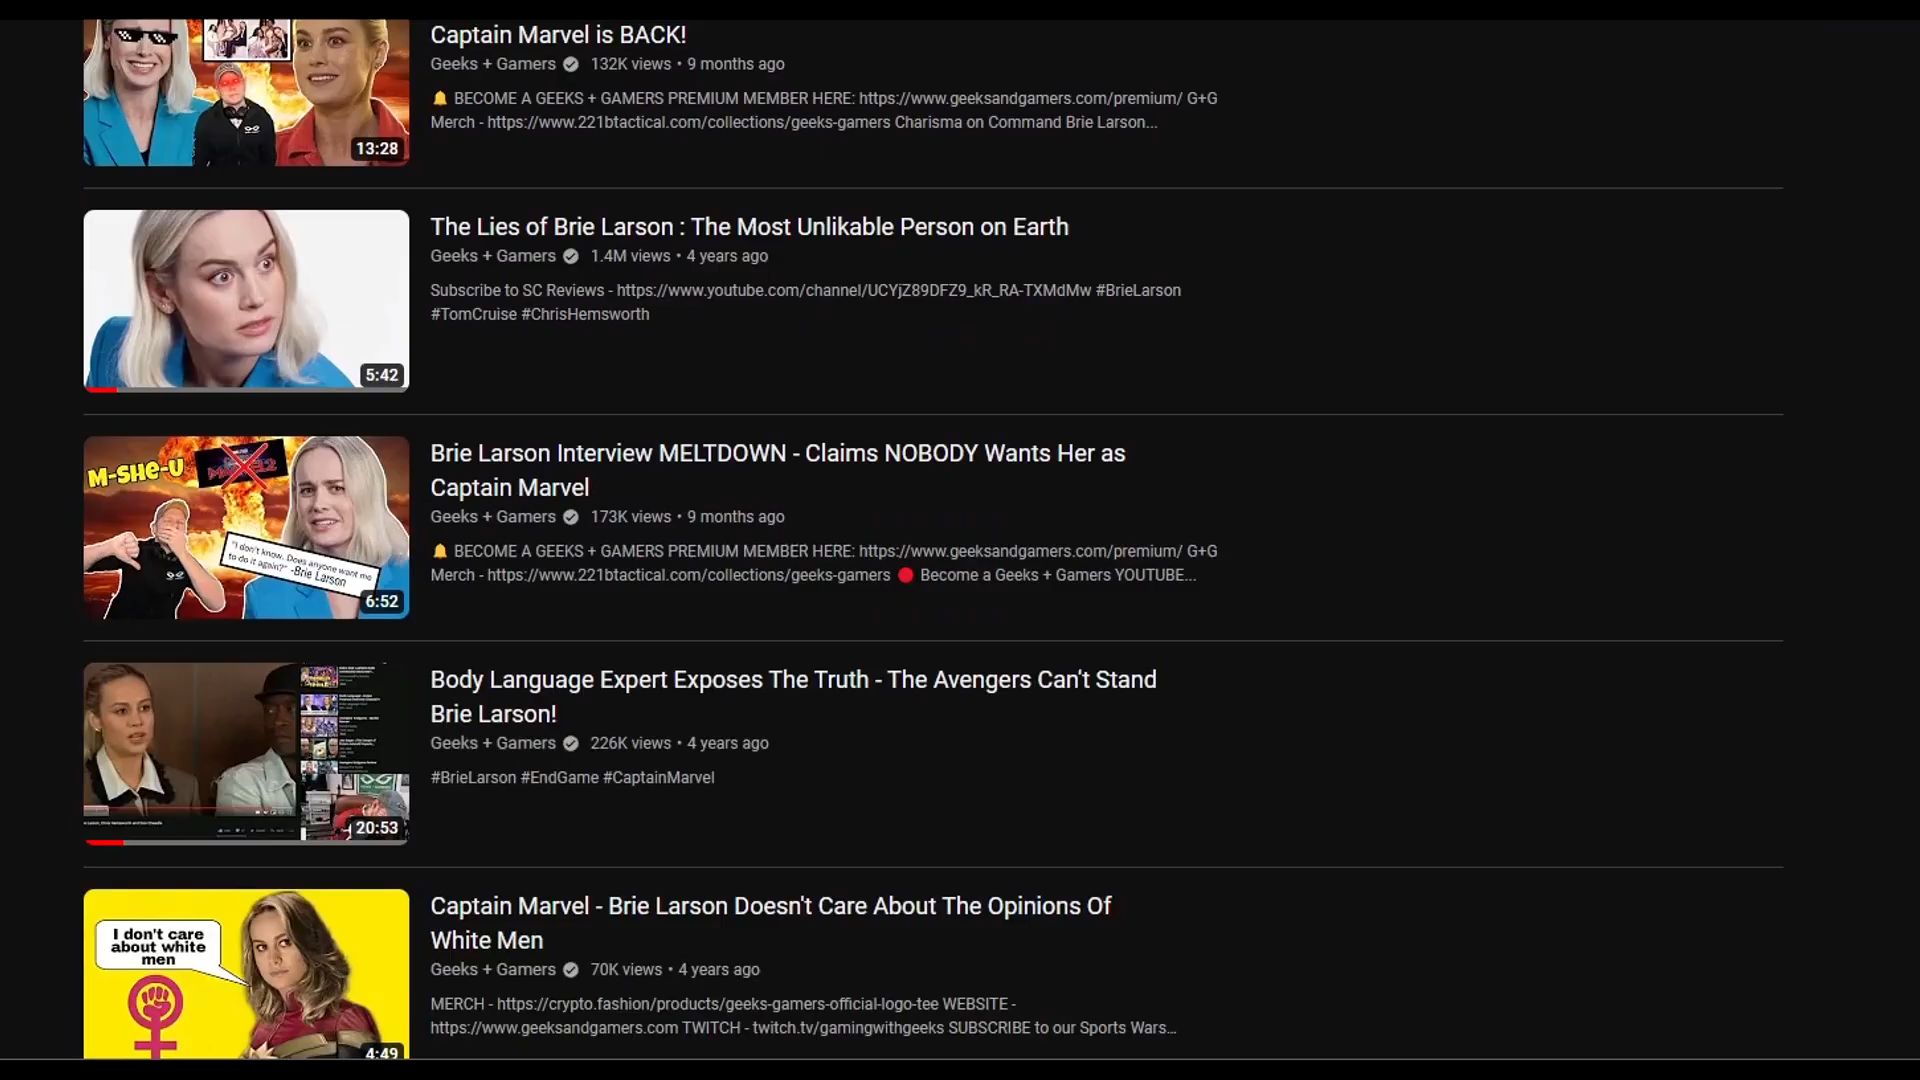 Captain Marvel is BACK!
Geeks + Gamers 132K views • 9 months ago
BECOME A GEEKS + GAMERS PREMIUM MEMBER HERE: https://www.geeksandgamers.com/premium/ G+G
Merch - https://www.221btactical.com/collections/geeks-gamers Charisma on Command Brie Larson...
13:28
The Lies of Brie Larson : The Most Unlikable Person on Earth
Geeks + Gamers 1.4M views • 4 years ago
Subscribe to SC Reviews - https://www.youtube.com/channel/UCYjZ89DFZ9_kR_RA-TXMdMw #BrieLarson
#TomCruise #ChrisHemsworth
5:42
Brie Larson Interview MELTDOWN - Claims NOBODY Wants Her as
Captain Marvel
Geeks + Gamers 173K views • 9 months ago
BECOME A GEEKS + GAMERS PREMIUM MEMBER HERE: https://www.geeksandgamers.com/premium/ G+G
Merch - https://www.221btactical.com/collections/geeks-gamers Become a Geeks + Gamers YOUTUBE...
M-SHE-U
"I don't know. Does anyone want me
to do it again?" -Brie Larson
6:52
Body Language Expert Exposes The Truth - The Avengers Can't Stand
Brie Larson!
Geeks + Gamers 226K views • 4 years ago
#BrieLarson #EndGame #CaptainMarvel
20:53
Captain Marvel - Brie Larson Doesn't Care About The Opinions Of
White Men
Geeks + Gamers 70K views • 4 years ago
MERCH - https://crypto.fashion/products/geeks-gamers-official-logo-tee WEBSITE -
https://www.geeksandgamers.com TWITCH - twitch.tv/gamingwithgeeks SUBSCRIBE to our Sports Wars...
I don't care
about white
men
4:49